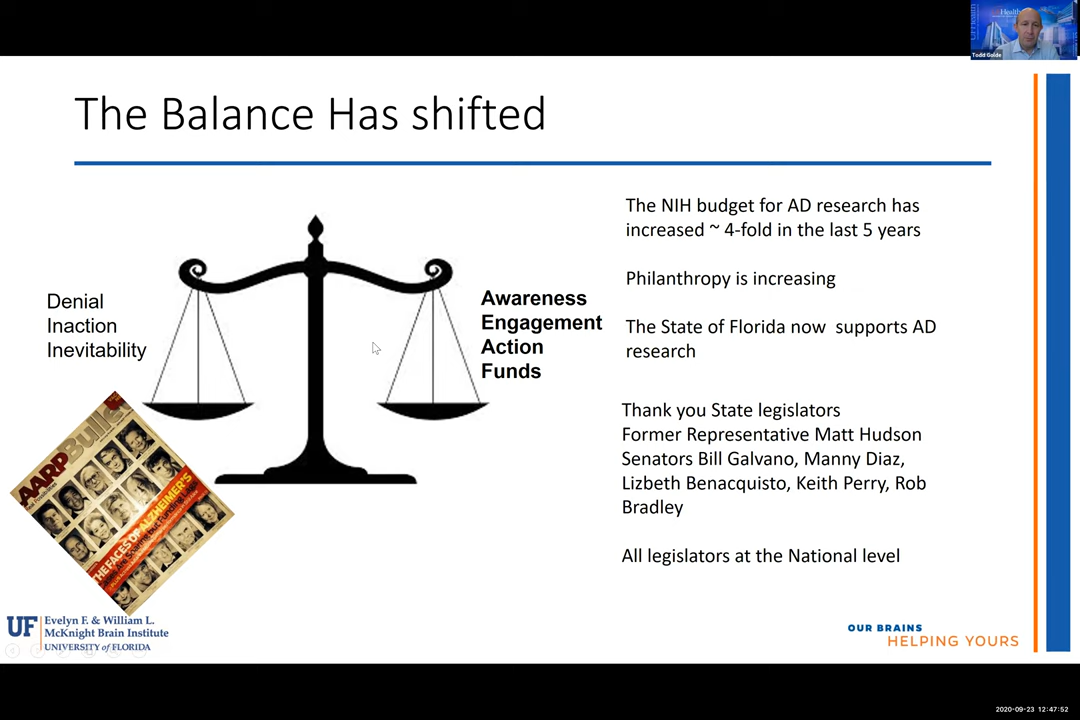 Health
Todd Golde
The Balance Has shifted
Denial
Inaction
Inevitability
Awareness
Engagement
Action
Funds
The NIH budget for AD research has
increased ~ 4-fold in the last 5 years
Philanthropy is increasing
The State of Florida now  supports AD
research
Thank you State legislators
Former Representative Matt Hudson
Senators Bill Galvano, Manny Diaz,
Lizbeth Benacquisto, Keith Perry, Rob
Bradley
All legislators at the National level
AARP Bulle
THE FACES OF ALZHEIMER'S
UF
Evelyn F. & William L.
McKnight Brain Institute
UNIVERSITY of FLORIDA
OUR BRAINS
HELPING YOURS
2020-09-23 12:47:52